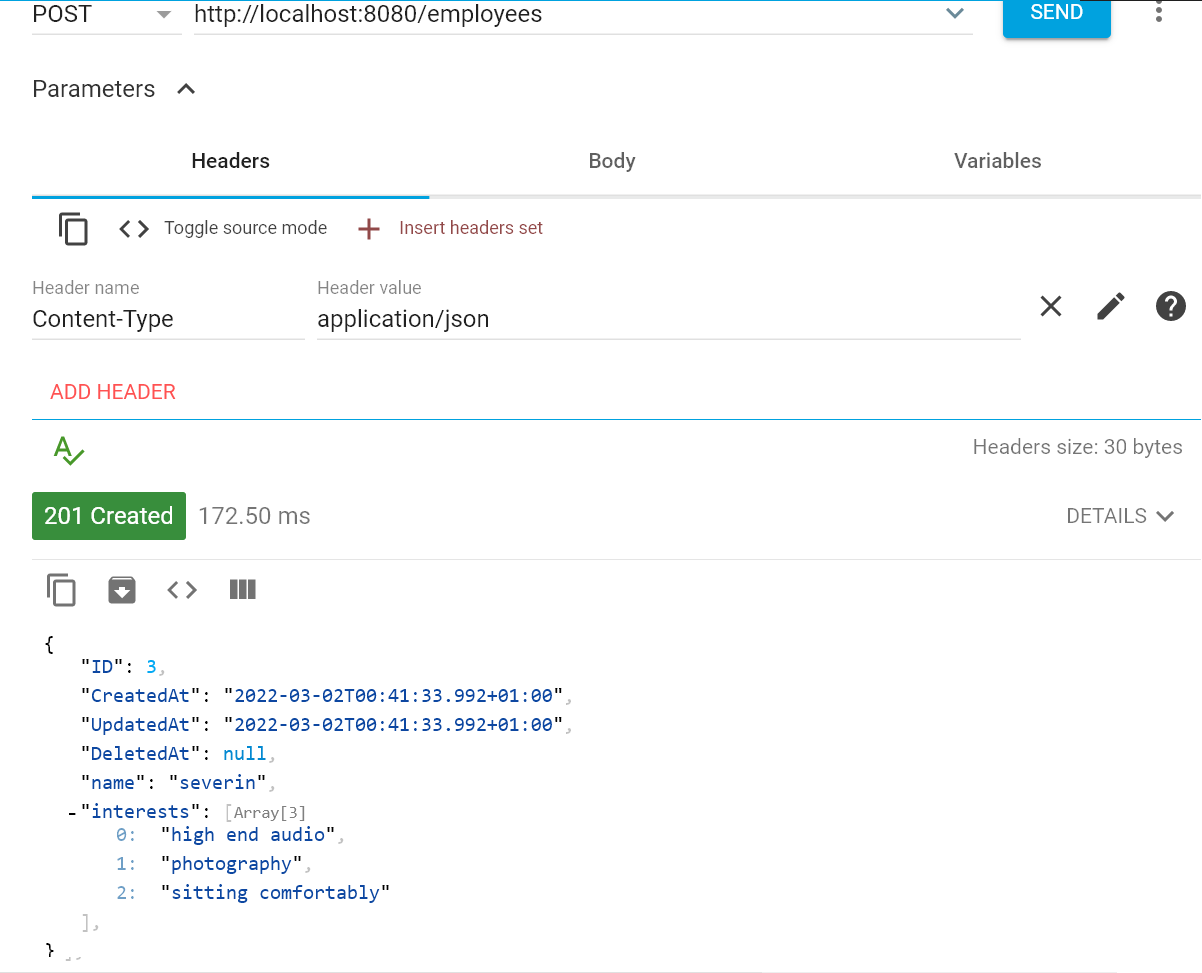 POST http://localhost:8080/employees SEND
Parameters
Headers Body Variables
Toggle source mode Insert headers set
Header name Header value
Content-Type application/json
ADD HEADER
Headers size: 30 bytes
201 Created 172.50 ms DETAILS
{
"ID": 3,
"CreatedAt": "2022-03-02T00:41:33.992+01:00",
"UpdatedAt": "2022-03-02T00:41:33.992+01:00",
"DeletedAt": null,
"name": "severin",
-"interests": [Array[3]
0: "high end audio",
1: "photography",
2: "sitting comfortably"
],
}